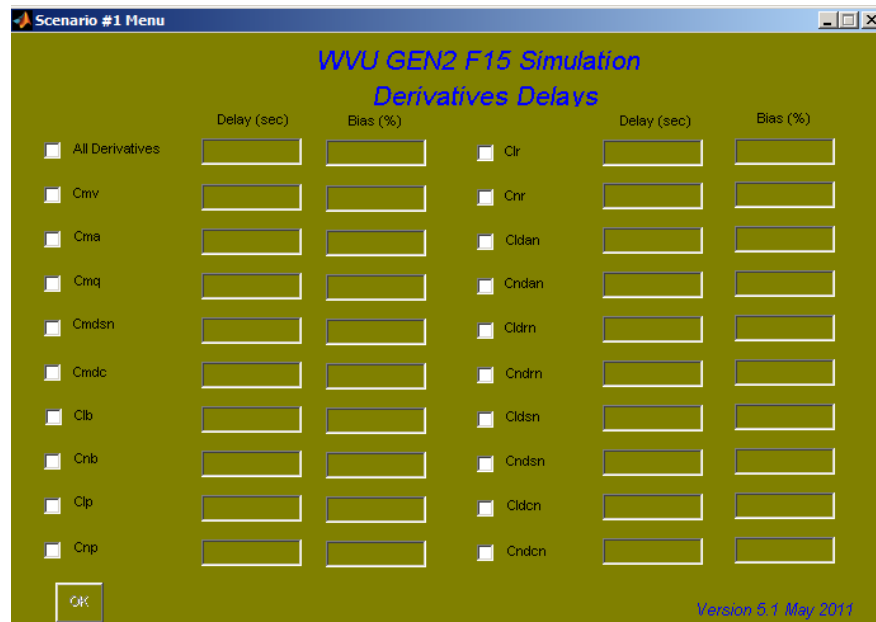 Scenario #1 Menu
WVU GEN2 F15 Simulation
Derivatives Delays
Delay (sec) Bias (%) Delay (sec) Bias (%)
All Derivatives Clr
Cmv Cnr
Cma Cldan
Cmq Cndan
Cmdsn Cldrn
Cmdc Cndrn
Clb Cldsn
Cnb Cndsn
Clp Cldcn
Cnp Cndcn
OK
Version 5.1 May 2011